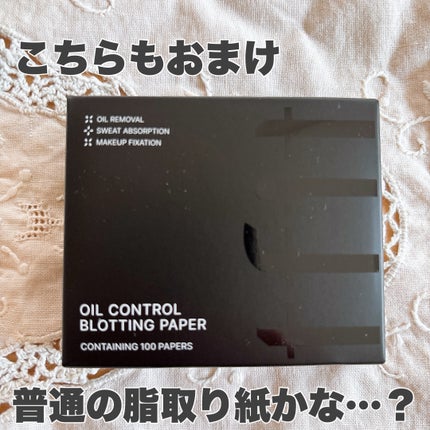 こちらもおまけ
OIL REMOVAL
SWEAT ABSORPTION
MAKEUP FIXATION
OIL CONTROL
BLOTTING PAPER
CONTAINING 100 PAPERS
普通の脂取り紙かな…？